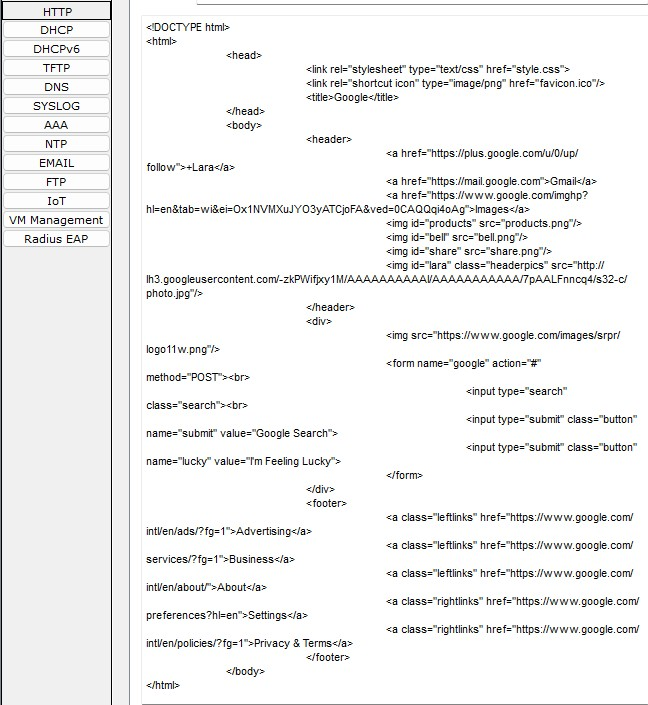 HTTP
DHCP
DHCPv6
TFTP
DNS
SYSLOG
AAA
NTP
EMAIL
FTP
IoT
VM Management
Radius EAP
<!DOCTYPE html>
<html>
<head>
<link rel="stylesheet" type="text/css" href="style.css">
<link rel="shortcut icon" type="image/png" href="favicon.ico"/>
<title>Google</title>
</head>
<body>
<header>
<a href="https://plus.google.com/u/0/up/
follow">+Lara</a>
<a href="https://mail.google.com">Gmail</a>
<a href="https://www.google.com/imghp?
hl=en&tab=wi&ei=Ox1NVMXuJYO3yATCjoFA&ved=0CAQQqi4oAg">Images</a>
<img id="products" src="products.png"/>
<img id="bell" src="bell.png"/>
<img id="share" src="share.png"/>
<img id="lara" class="headerpics" src="http://
lh3.googleusercontent.com/-zkPWifjxy1M/AAAAAAAAAAI/AAAAAAAAAAA/7pAALFnncq4/s32-c/
photo.jpg"/>
</header>
<div>
<img src="https://www.google.com/images/srpr/
logo11w.png"/>
<form name="google" action="#"
method="POST"><br>
<input type="search"
class="search"><br>
<input type="submit" class="button"
name="submit" value="Google Search">
<input type="submit" class="button"
name="lucky" value="I'm Feeling Lucky">
</form>
</div>
<footer>
<a class="leftlinks" href="https://www.google.com/
intl/en/ads/?fg=1">Advertising</a>
<a class="leftlinks" href="https://www.google.com/
services/?fg=1">Business</a>
<a class="leftlinks" href="https://www.google.com/
intl/en/about/">About</a>
<a class="rightlinks" href="https://www.google.com/
preferences?hl=en">Settings</a>
<a class="rightlinks" href="https://www.google.com/
intl/en/policies/?fg=1">Privacy & Terms</a>
</footer>
</body>
</html>